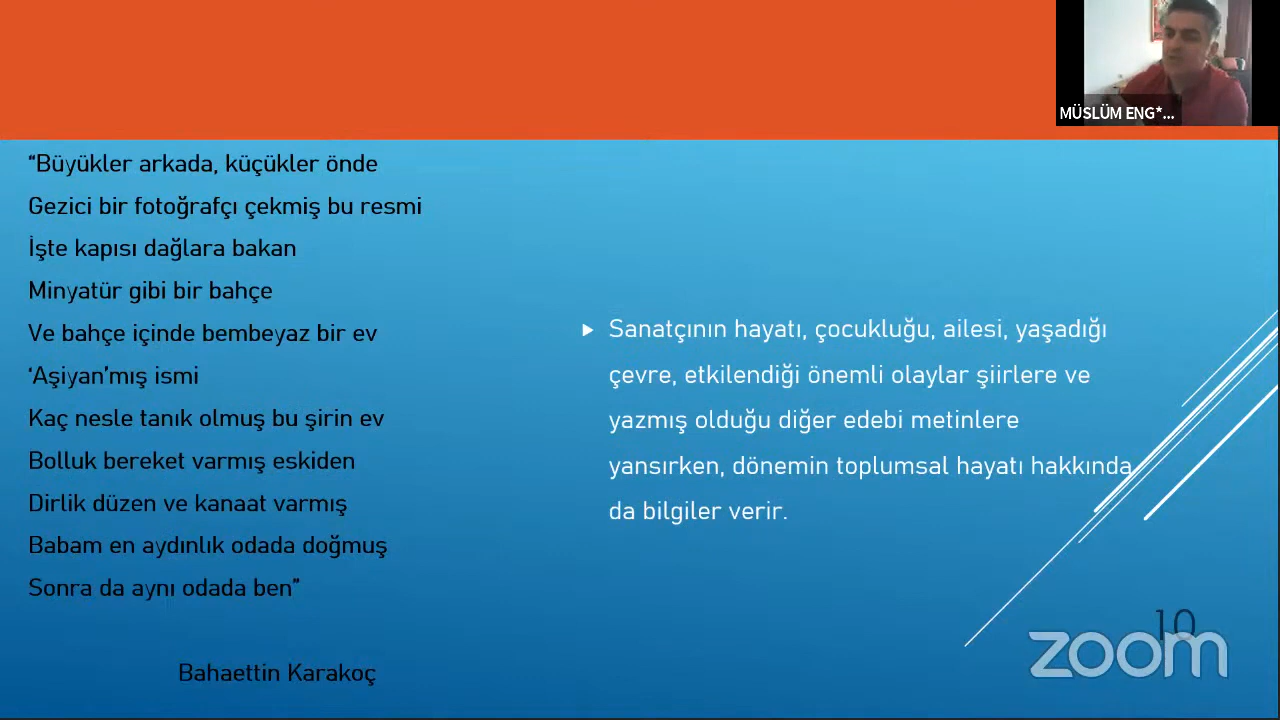 MÜSLÜM ENG*...
“Büyükler arkada, küçükler önde
Gezici bir fotoğrafçı çekmiş bu resmi
İşte kapısı dağlara bakan
Minyatür gibi bir bahçe
Ve bahçe içinde bembeyaz bir ev
‘Aşiyan’mış ismi
Kaç nesle tanık olmuş bu şirin ev
Bolluk bereket varmış eskiden
Dirlik düzen ve kanaat varmış
Babam en aydınlık odada doğmuş
Sonra da aynı odada ben”
Bahaettin Karakoç
Sanatçının hayatı, çocukluğu, ailesi, yaşadığı
çevre, etkilendiği önemli olaylar şiirlere ve
yazmış olduğu diğer edebi metinlere
yansırken, dönemin toplumsal hayatı hakkında
da bilgiler verir.
10
zoom